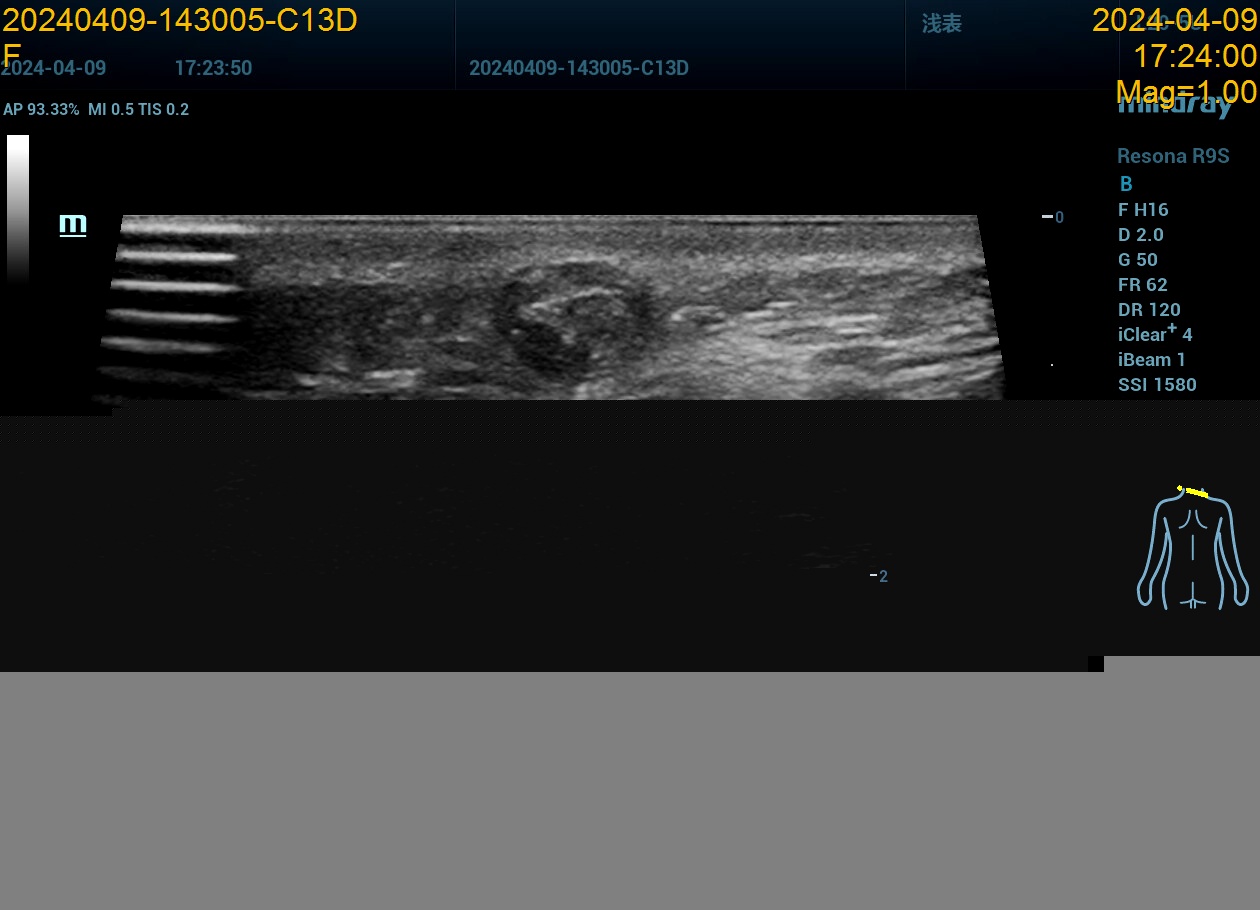 20240409-143005-C13D
F
2024-04-09 17:23:50
20240409-143005-C13D
浅表
2024-04-09
17:24:00
Mag=1.00
mindray
AP 93.33% MI 0.5 TIS 0.2
Resona R9S
B
F H16
D 2.0
G 50
FR 62
DR 120
iClear+ 4
iBeam 1
SSI 1580
m
0
2